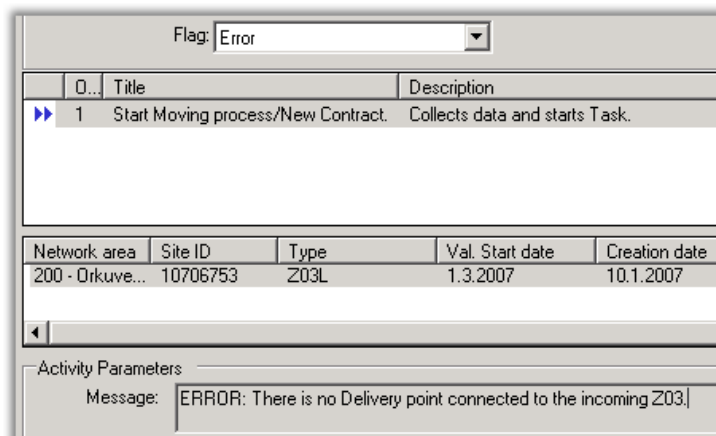 Flag: Error
O... Title Description
1 Start Moving process/New Contract. Collects data and starts Task.
Network area Site ID Type Val. Start date Creation date
200 - Orkuve... 10706753 Z03L 1.3.2007 10.1.2007
Activity Parameters
Message: ERROR: There is no Delivery point connected to the incoming Z03.